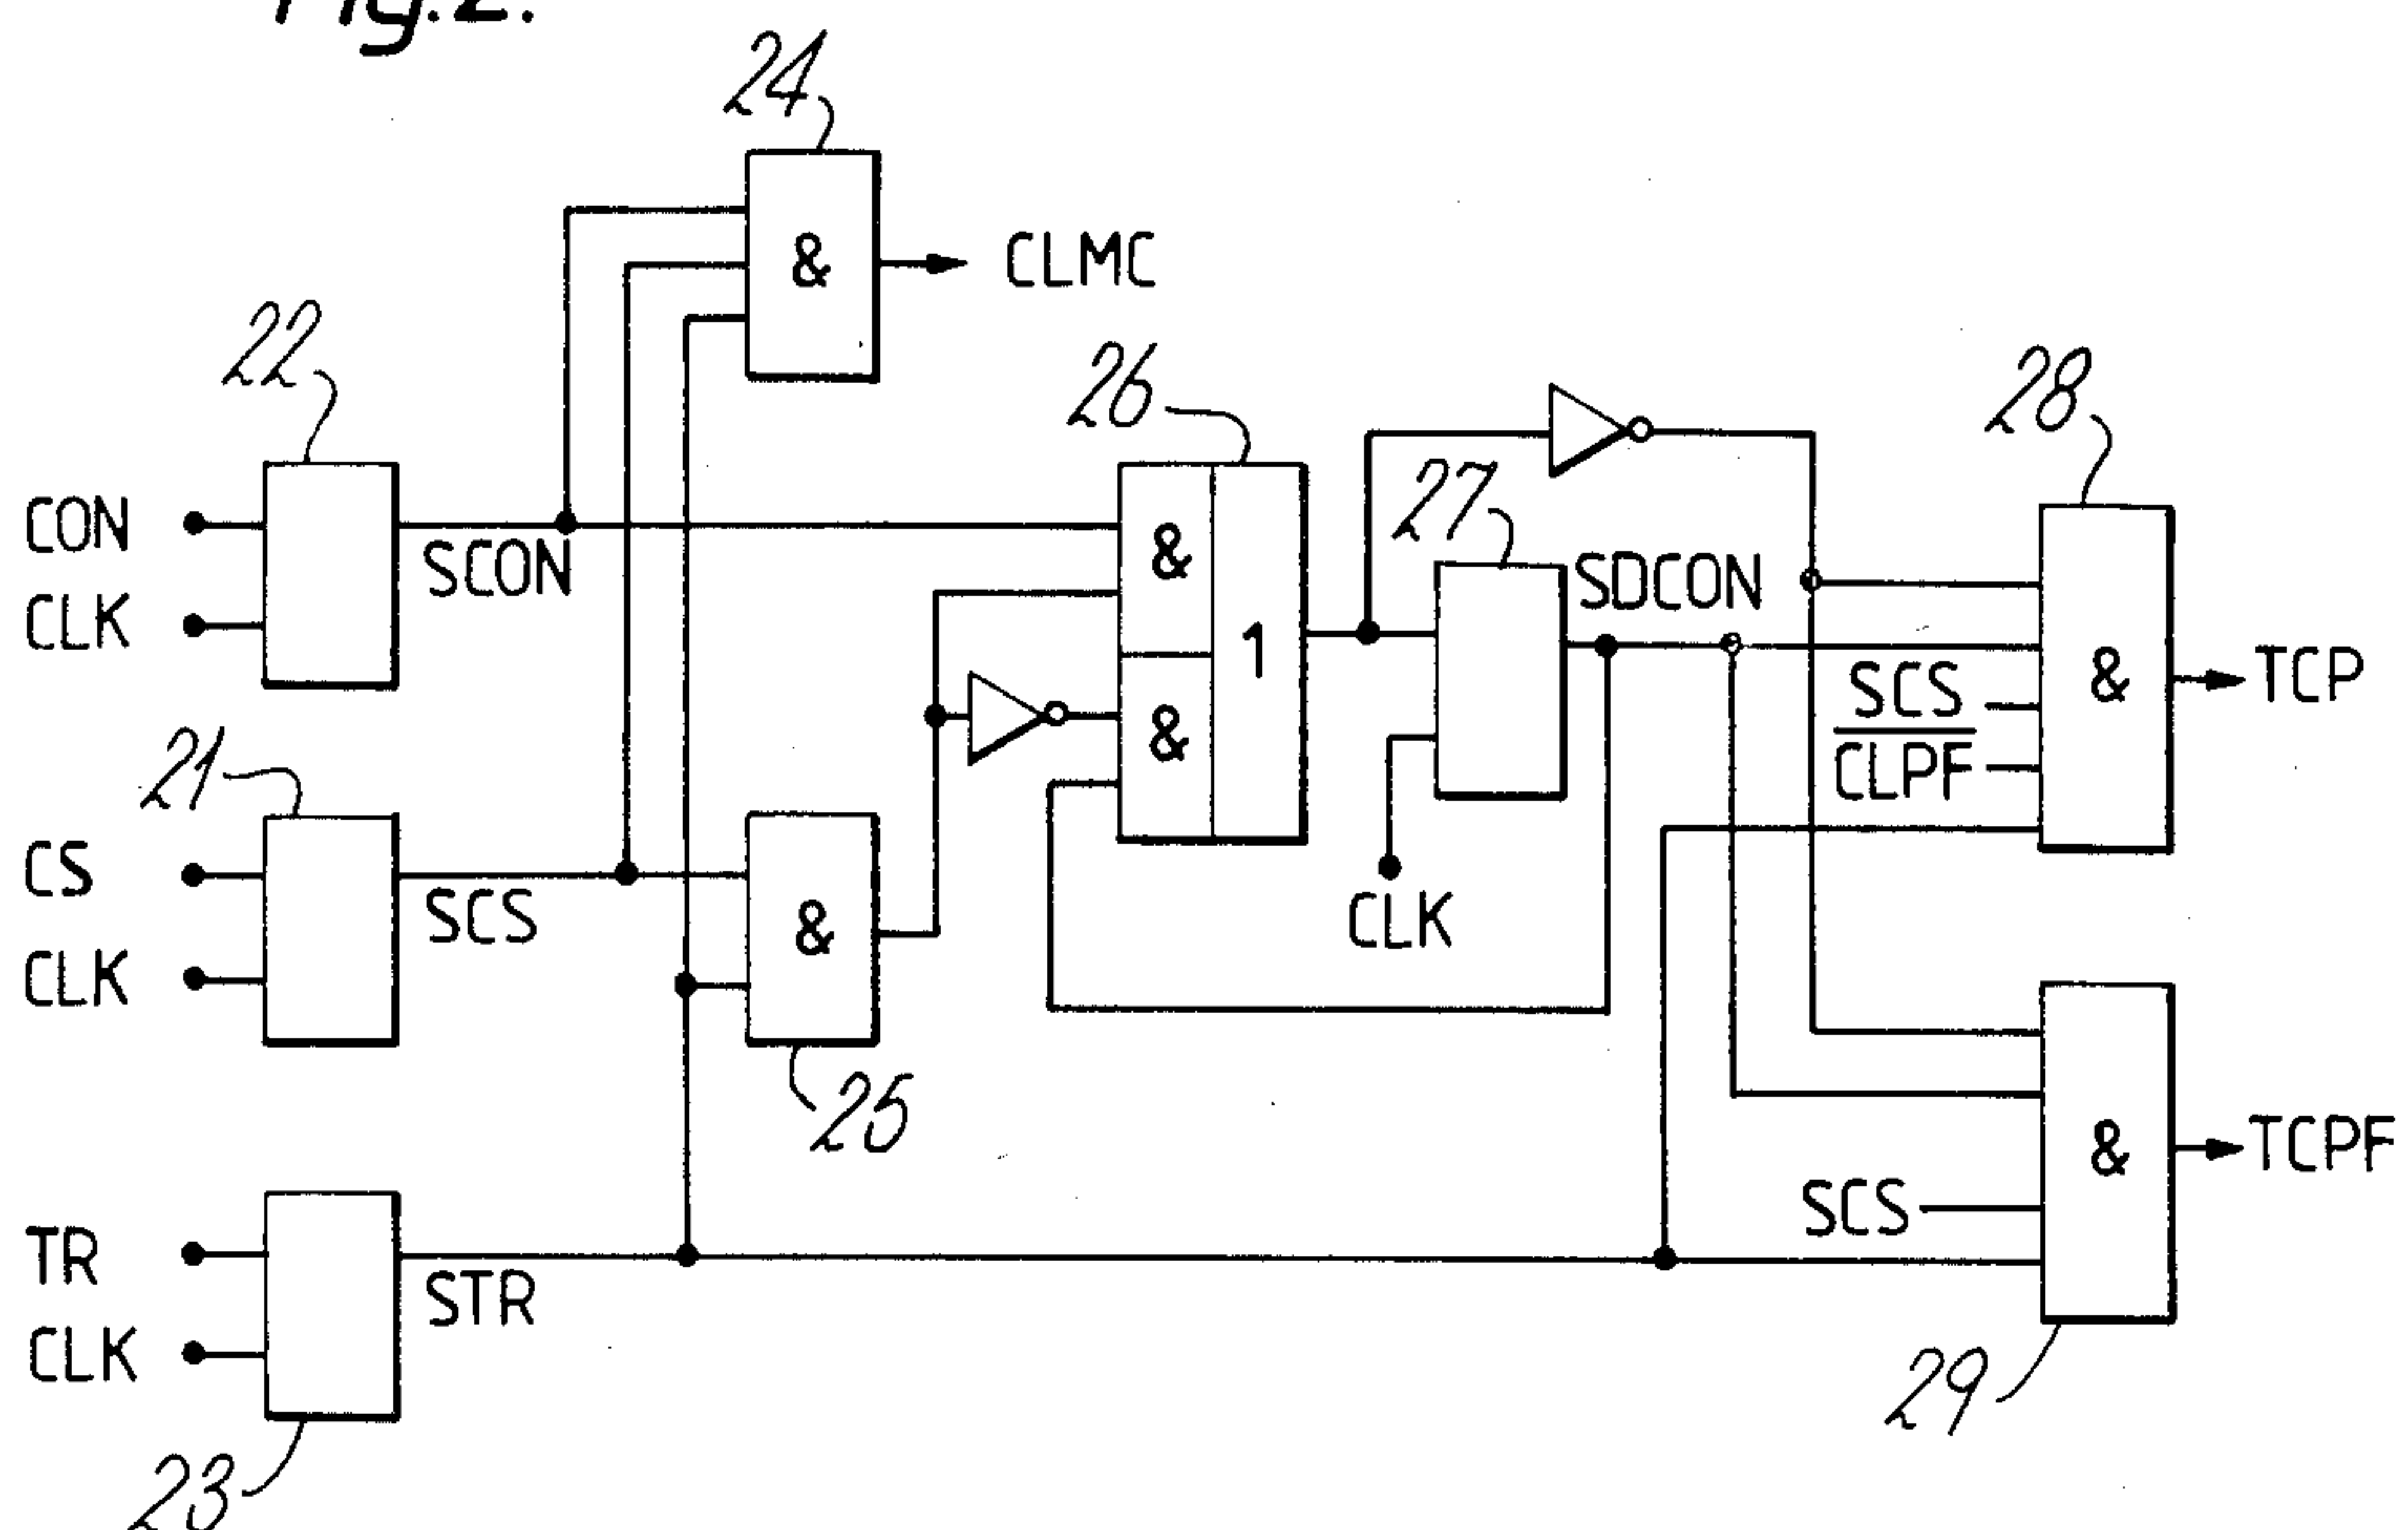 Fig. 2.
24
&
CLMC
22
26
28
CON
SCON
&
27
SDCON
CLK
1
&
SCS
TCP
CLPF
&
21
CS
SCS
&
CLK
CLK
25
&
TCPF
SCS
TR
STR
CLK
29
23